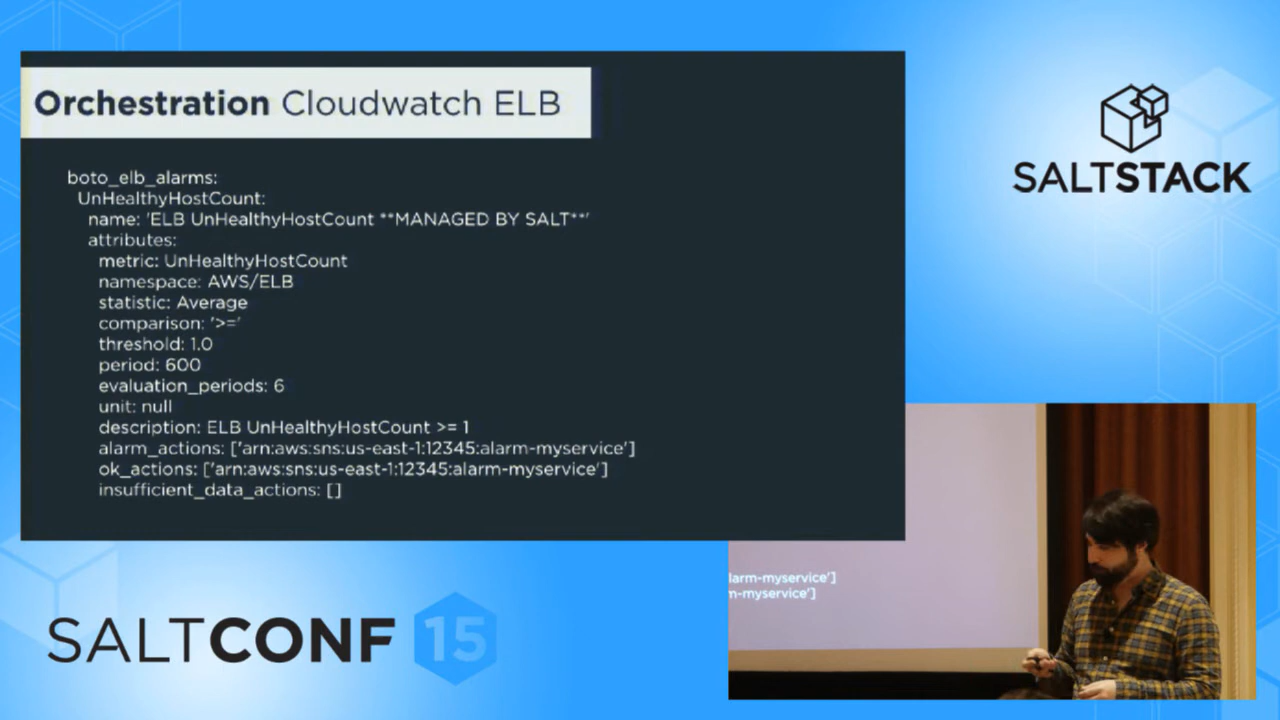 Orchestration Cloudwatch ELB
boto_elb_alarms:
UnHealthyHostCount:
name: 'ELB UnHealthyHostCount **MANAGED BY SALT**'
attributes:
metric: UnHealthyHostCount
namespace: AWS/ELB
statistic: Average
comparison: '>='
threshold: 1.0
period: 600
evaluation_periods: 6
unit: null
description: ELB UnHealthyHostCount >= 1
alarm_actions: ['arn:aws:sns:us-east-1:12345:alarm-myservice']
ok_actions: ['arn:aws:sns:us-east-1:12345:alarm-myservice']
insufficient_data_actions: []
SALTSTACK
larm-myservice']
m-myservice']
SALTCONF 15